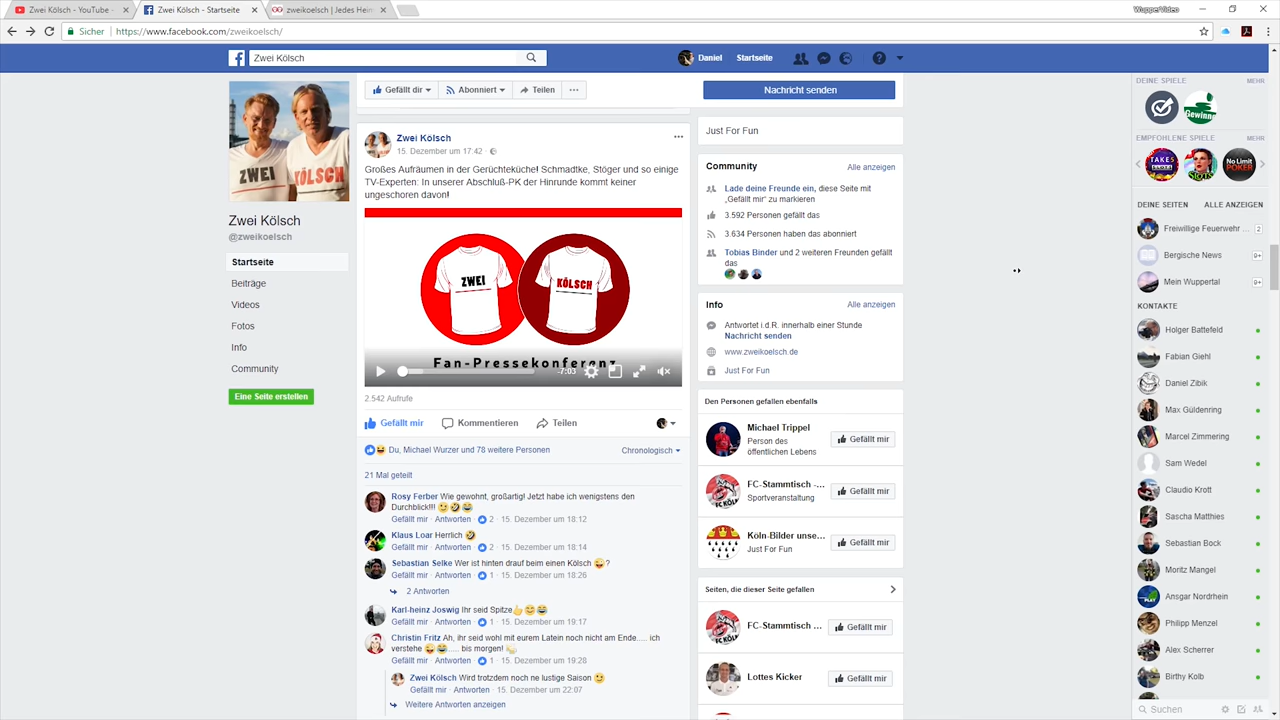 Zwei Kölsch - YouTube -
Zwei Kölsch - Startseite
zweikoelsch | Jedes Heim
WupperVideo
Sicher
https://www.facebook.com/zweikoelsch/
Zwei Kölsch
Daniel
Startseite
Gefällt dir
Abonniert
Teilen
...
Nachricht senden
ZWEI
KÖLSCH
Zwei Kölsch
@zweikoelsch
Startseite
Beiträge
Videos
Fotos
Info
Community
Eine Seite erstellen
Zwei Kölsch
15. Dezember um 17:42 ·
Großes Aufräumen in der Gerüchteküche! Schmadtke, Stöger und so einige
TV-Experten: In unserer Abschluß-PK der Hinrunde kommt keiner
ungeschoren davon!
ZWEI
KÖLSCH
Fan-Pressekonferenz
-7:03
2.542 Aufrufe
Gefällt mir
Kommentieren
Teilen
Du, Michael Wurzer und 78 weitere Personen
Chronologisch
21 Mal geteilt
Rosy Ferber Wie gewohnt, großartig! Jetzt habe ich wenigstens den
Durchblick!!!
Gefällt mir · Antworten · 2 · 15. Dezember um 18:12
Klaus Loar Herrlich
Gefällt mir · Antworten · 2 · 15. Dezember um 18:14
Sebastian Selke Wer ist hinten drauf beim einen Kölsch ?
Gefällt mir · Antworten · 1 · 15. Dezember um 18:26
2 Antworten
Karl-heinz Joswig Ihr seid Spitze
Gefällt mir · Antworten · 1 · 15. Dezember um 19:17
Christin Fritz Ah, ihr seid wohl mit eurem Latein noch nicht am Ende..... ich
verstehe ..... bis morgen!
Gefällt mir · Antworten · 1 · 15. Dezember um 19:28
Zwei Kölsch Wird trotzdem noch ne lustige Saison
Gefällt mir · Antworten · 15. Dezember um 22:07
Weitere Antworten anzeigen
Just For Fun
Community
Alle anzeigen
Lade deine Freunde ein, diese Seite mit
„Gefällt mir“ zu markieren
3.592 Personen gefällt das
3.634 Personen haben das abonniert
Tobias Binder und 2 weiteren Freunden gefällt
das
Info
Alle anzeigen
Antwortet i.d.R. innerhalb einer Stunde
Nachricht senden
www.zweikoelsch.de
Just For Fun
Den Personen gefallen ebenfalls
Michael Trippel
Person des
öffentlichen Lebens
Gefällt mir
FC-Stammtisch -...
Sportveranstaltung
Gefällt mir
Köln-Bilder unse...
Just For Fun
Gefällt mir
Seiten, die dieser Seite gefallen
FC-Stammtisch ...
Gefällt mir
Lottes Kicker
Gefällt mir
DEINE SPIELE
MEHR
Gewinne
EMPFOHLENE SPIELE
MEHR
TAKE5
SLOTS
No Limit
POKER
DEINE SEITEN
ALLE ANZEIGEN
Freiwillige Feuerwehr ...
2
Bergische News
9+
Mein Wuppertal
9+
KONTAKTE
Holger Battefeld
Fabian Giehl
Daniel Zibik
Max Güldenring
Marcel Zimmering
Sam Wedel
Claudio Krott
Sascha Matthies
Sebastian Bock
Moritz Mangel
Ansgar Nordrhein
Philipp Menzel
Alex Scherrer
Birthy Kolb
Suchen